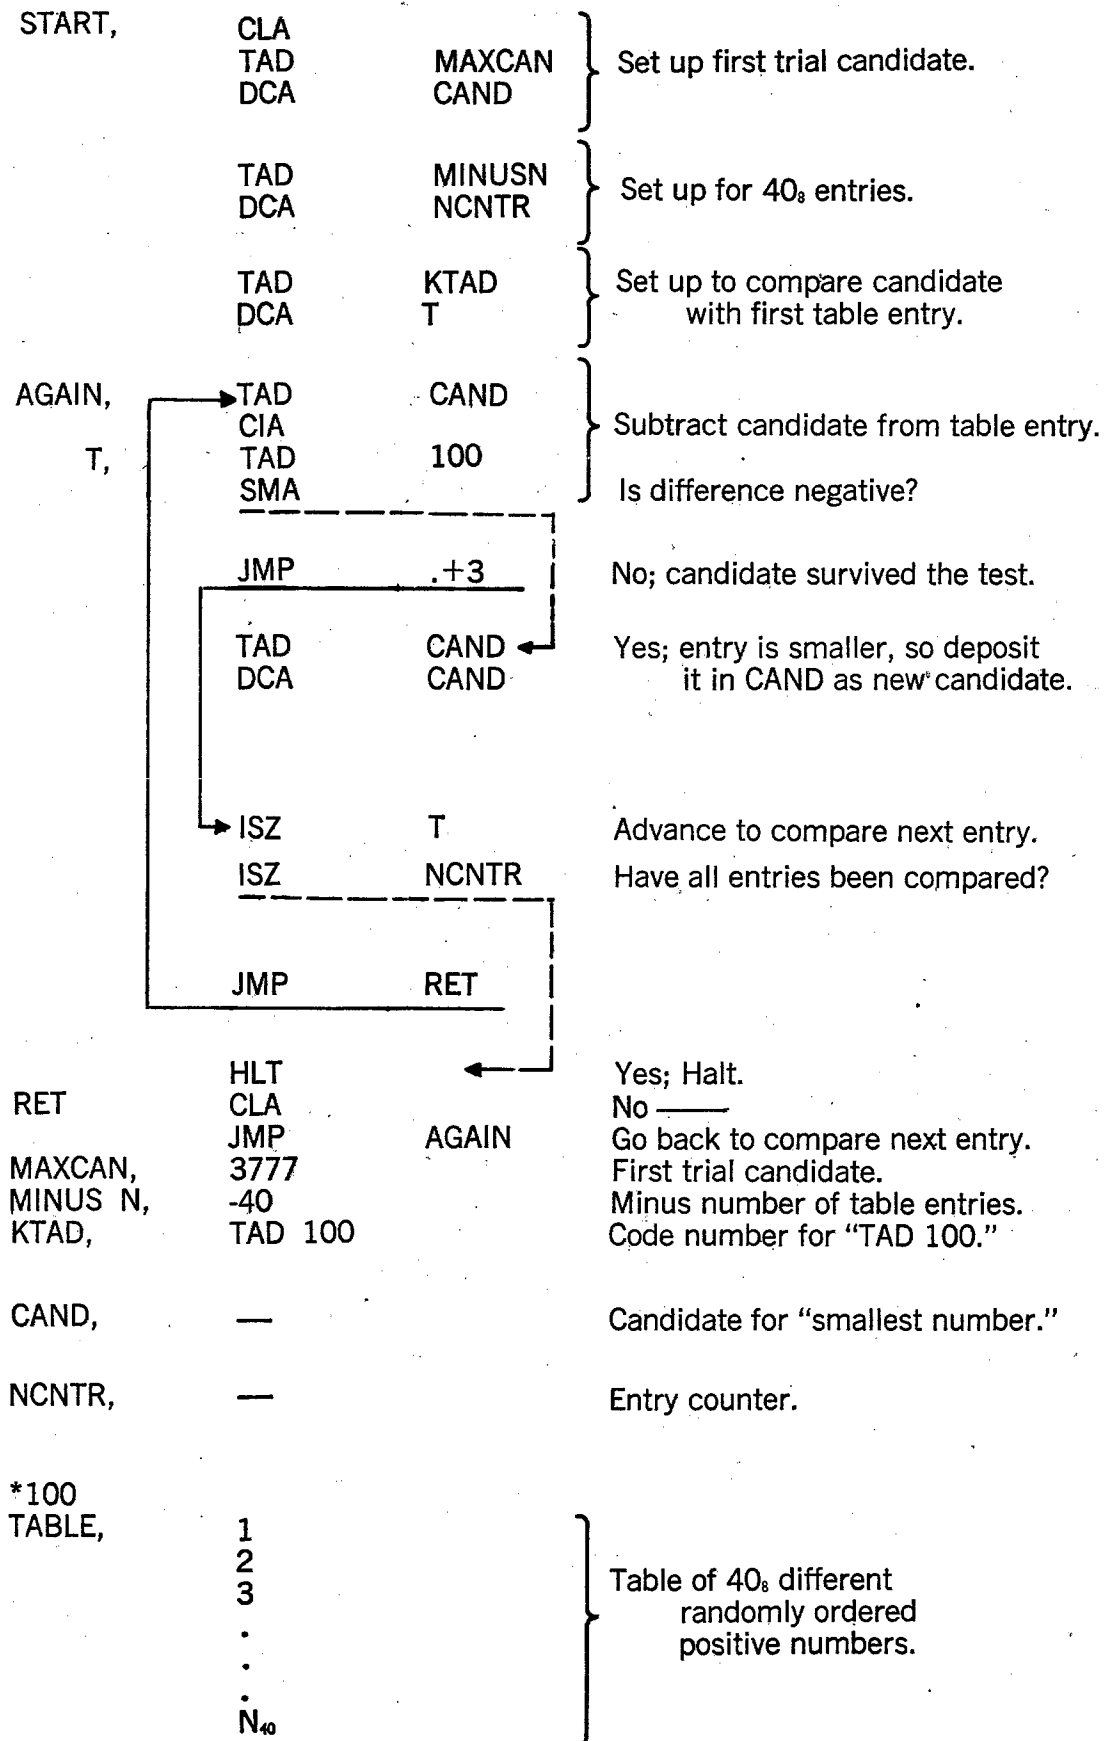 START, CLA
TAD MAXCAN Set up first trial candidate.
DCA CAND
TAD MINUSN Set up for 40₈ entries.
DCA NCNTR
TAD KTAD Set up to compare candidate
DCA T with first table entry.
AGAIN, TAD CAND
CIA Subtract candidate from table entry.
T, TAD 100
SMA Is difference negative?
JMP .+3 No; candidate survived the test.
TAD CAND Yes; entry is smaller, so deposit
DCA CAND it in CAND as new candidate.
ISZ T Advance to compare next entry.
ISZ NCNTR Have all entries been compared?
JMP RET
HLT Yes; Halt.
RET CLA No ——
JMP AGAIN Go back to compare next entry.
MAXCAN, 3777 First trial candidate.
MINUS N, -40 Minus number of table entries.
KTAD, TAD 100 Code number for “TAD 100.”
CAND, — Candidate for “smallest number.”
NCNTR, — Entry counter.
*100
TABLE, 1
2
3 Table of 40₈ different
. randomly ordered
. positive numbers.
.
N₄₀